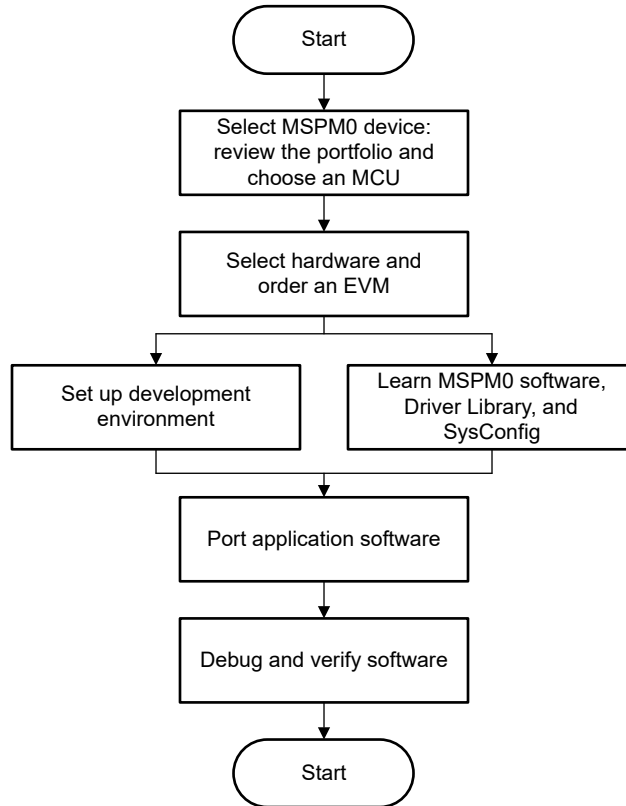 Start
Select MSPM0 device:
review the portfolio and
choose an MCU
Select hardware and
order an EVM
Set up development
environment
Learn MSPM0 software,
Driver Library, and
SysConfig
Port application software
Debug and verify software
Start